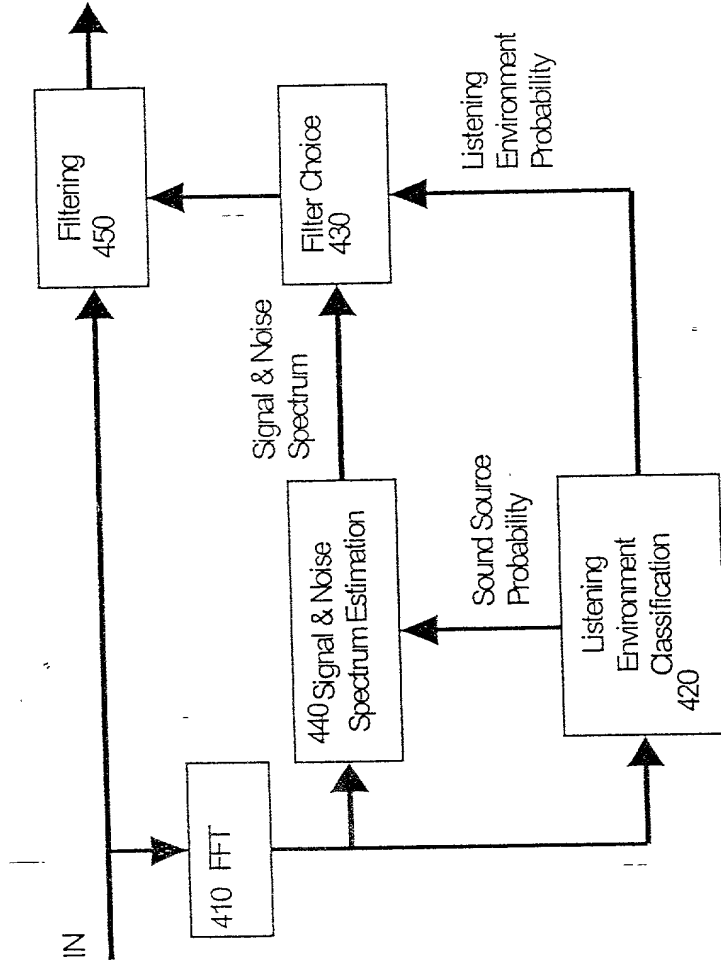 IN
410 FFT
440 Signal & Noise
Spectrum Estimation
Signal & Noise
Spectrum
Filtering
450
Filter Choice
430
Sound Source
Probability
Listening
Environment
Classification
420
Listening
Environment
Probability